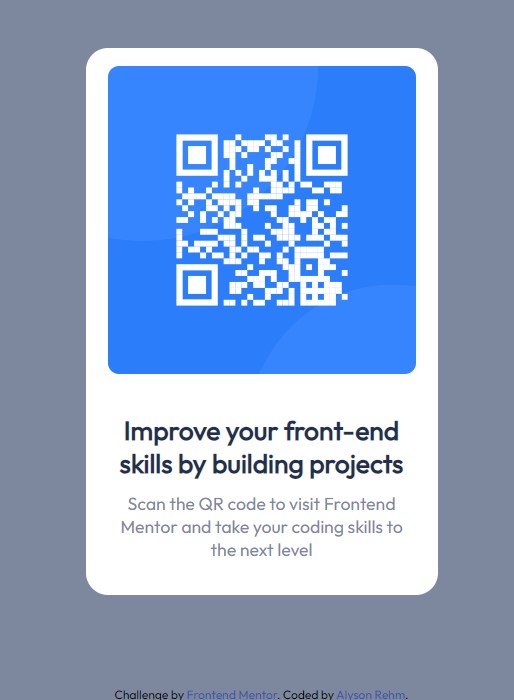 Improve your front-end
skills by building projects
Scan the QR code to visit Frontend
Mentor and take your coding skills to
the next level
Challenge by Frontend Mentor. Coded by Alyson Rehm.